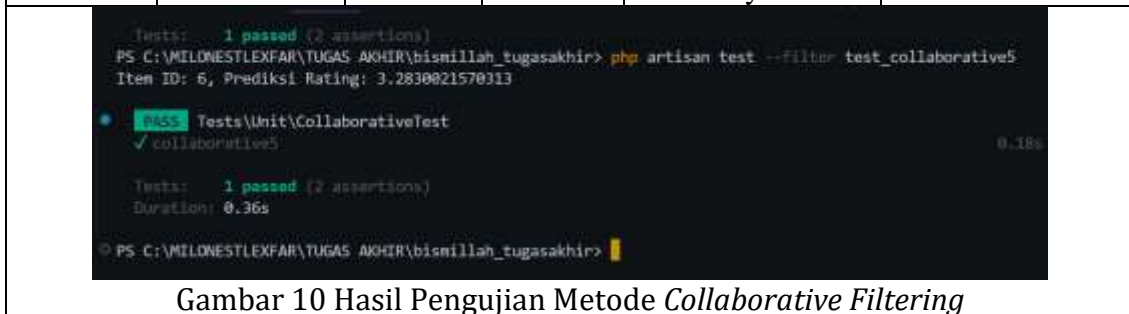 Tests: 1 passed (2 assertions)
PS C:\MILONESTLEXFAR\TUGAS AKHIR\bismillah_tugasakhir> php artisan test --filter test_collaborative5
Item ID: 6, Prediksi Rating: 3.2830021570313
PASS Tests\Unit\CollaborativeTest
✓ collaborative5 0.18s
Tests: 1 passed (2 assertions)
Duration: 0.36s
PS C:\MILONESTLEXFAR\TUGAS AKHIR\bismillah_tugasakhir>
Gambar 10 Hasil Pengujian Metode Collaborative Filtering